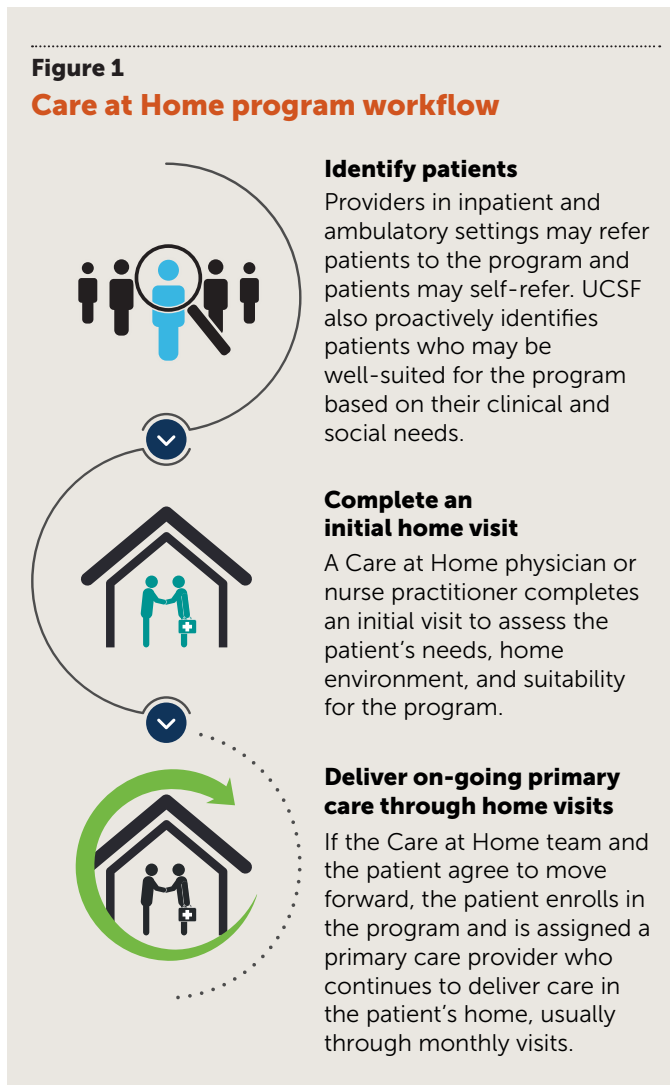 Figure 1
Care at Home program workflow
Identify patients
Providers in inpatient and
ambulatory settings may refer
patients to the program and
patients may self-refer. UCSF
also proactively identifies
patients who may be
well-suited for the program
based on their clinical and
social needs.
Complete an
initial home visit
A Care at Home physician or
nurse practitioner completes
an initial visit to assess the
patient’s needs, home
environment, and suitability
for the program.
Deliver on-going primary
care through home visits
If the Care at Home team and
the patient agree to move
forward, the patient enrolls in
the program and is assigned a
primary care provider who
continues to deliver care in
the patient’s home, usually
through monthly visits.